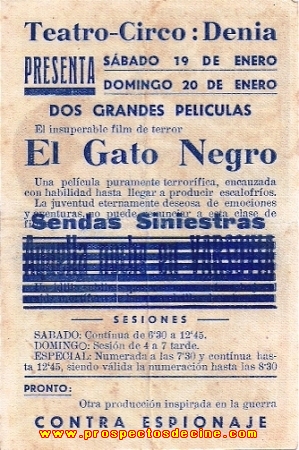 Teatro-Circo : Denia
PRESENTA
SÁBADO 19 DE ENERO
DOMINGO 20 DE ENERO
DOS GRANDES PELICULAS
El insuperable film de terror
El Gato Negro
Una película puramente terrorífica, encauzada
con habilidad hasta llegar a producir escalofríos.
La juventud eternamente deseosa de emociones
y aventuras, no puede a esta clase de
Sendas Siniestras
SESIONES
SABADO: Contínua de 6'30 a 12'45.
DOMINGO: Sesión de 4 a 7 tarde.
ESPECIAL: Numerada a las 7'30 y contínua has-
ta 12'45, siendo válida la numeración hasta las 8'30
PRONTO:
Otra producción inspirada en la guerra
CONTRA ESPIONAJE
www.prospectosdecine.com